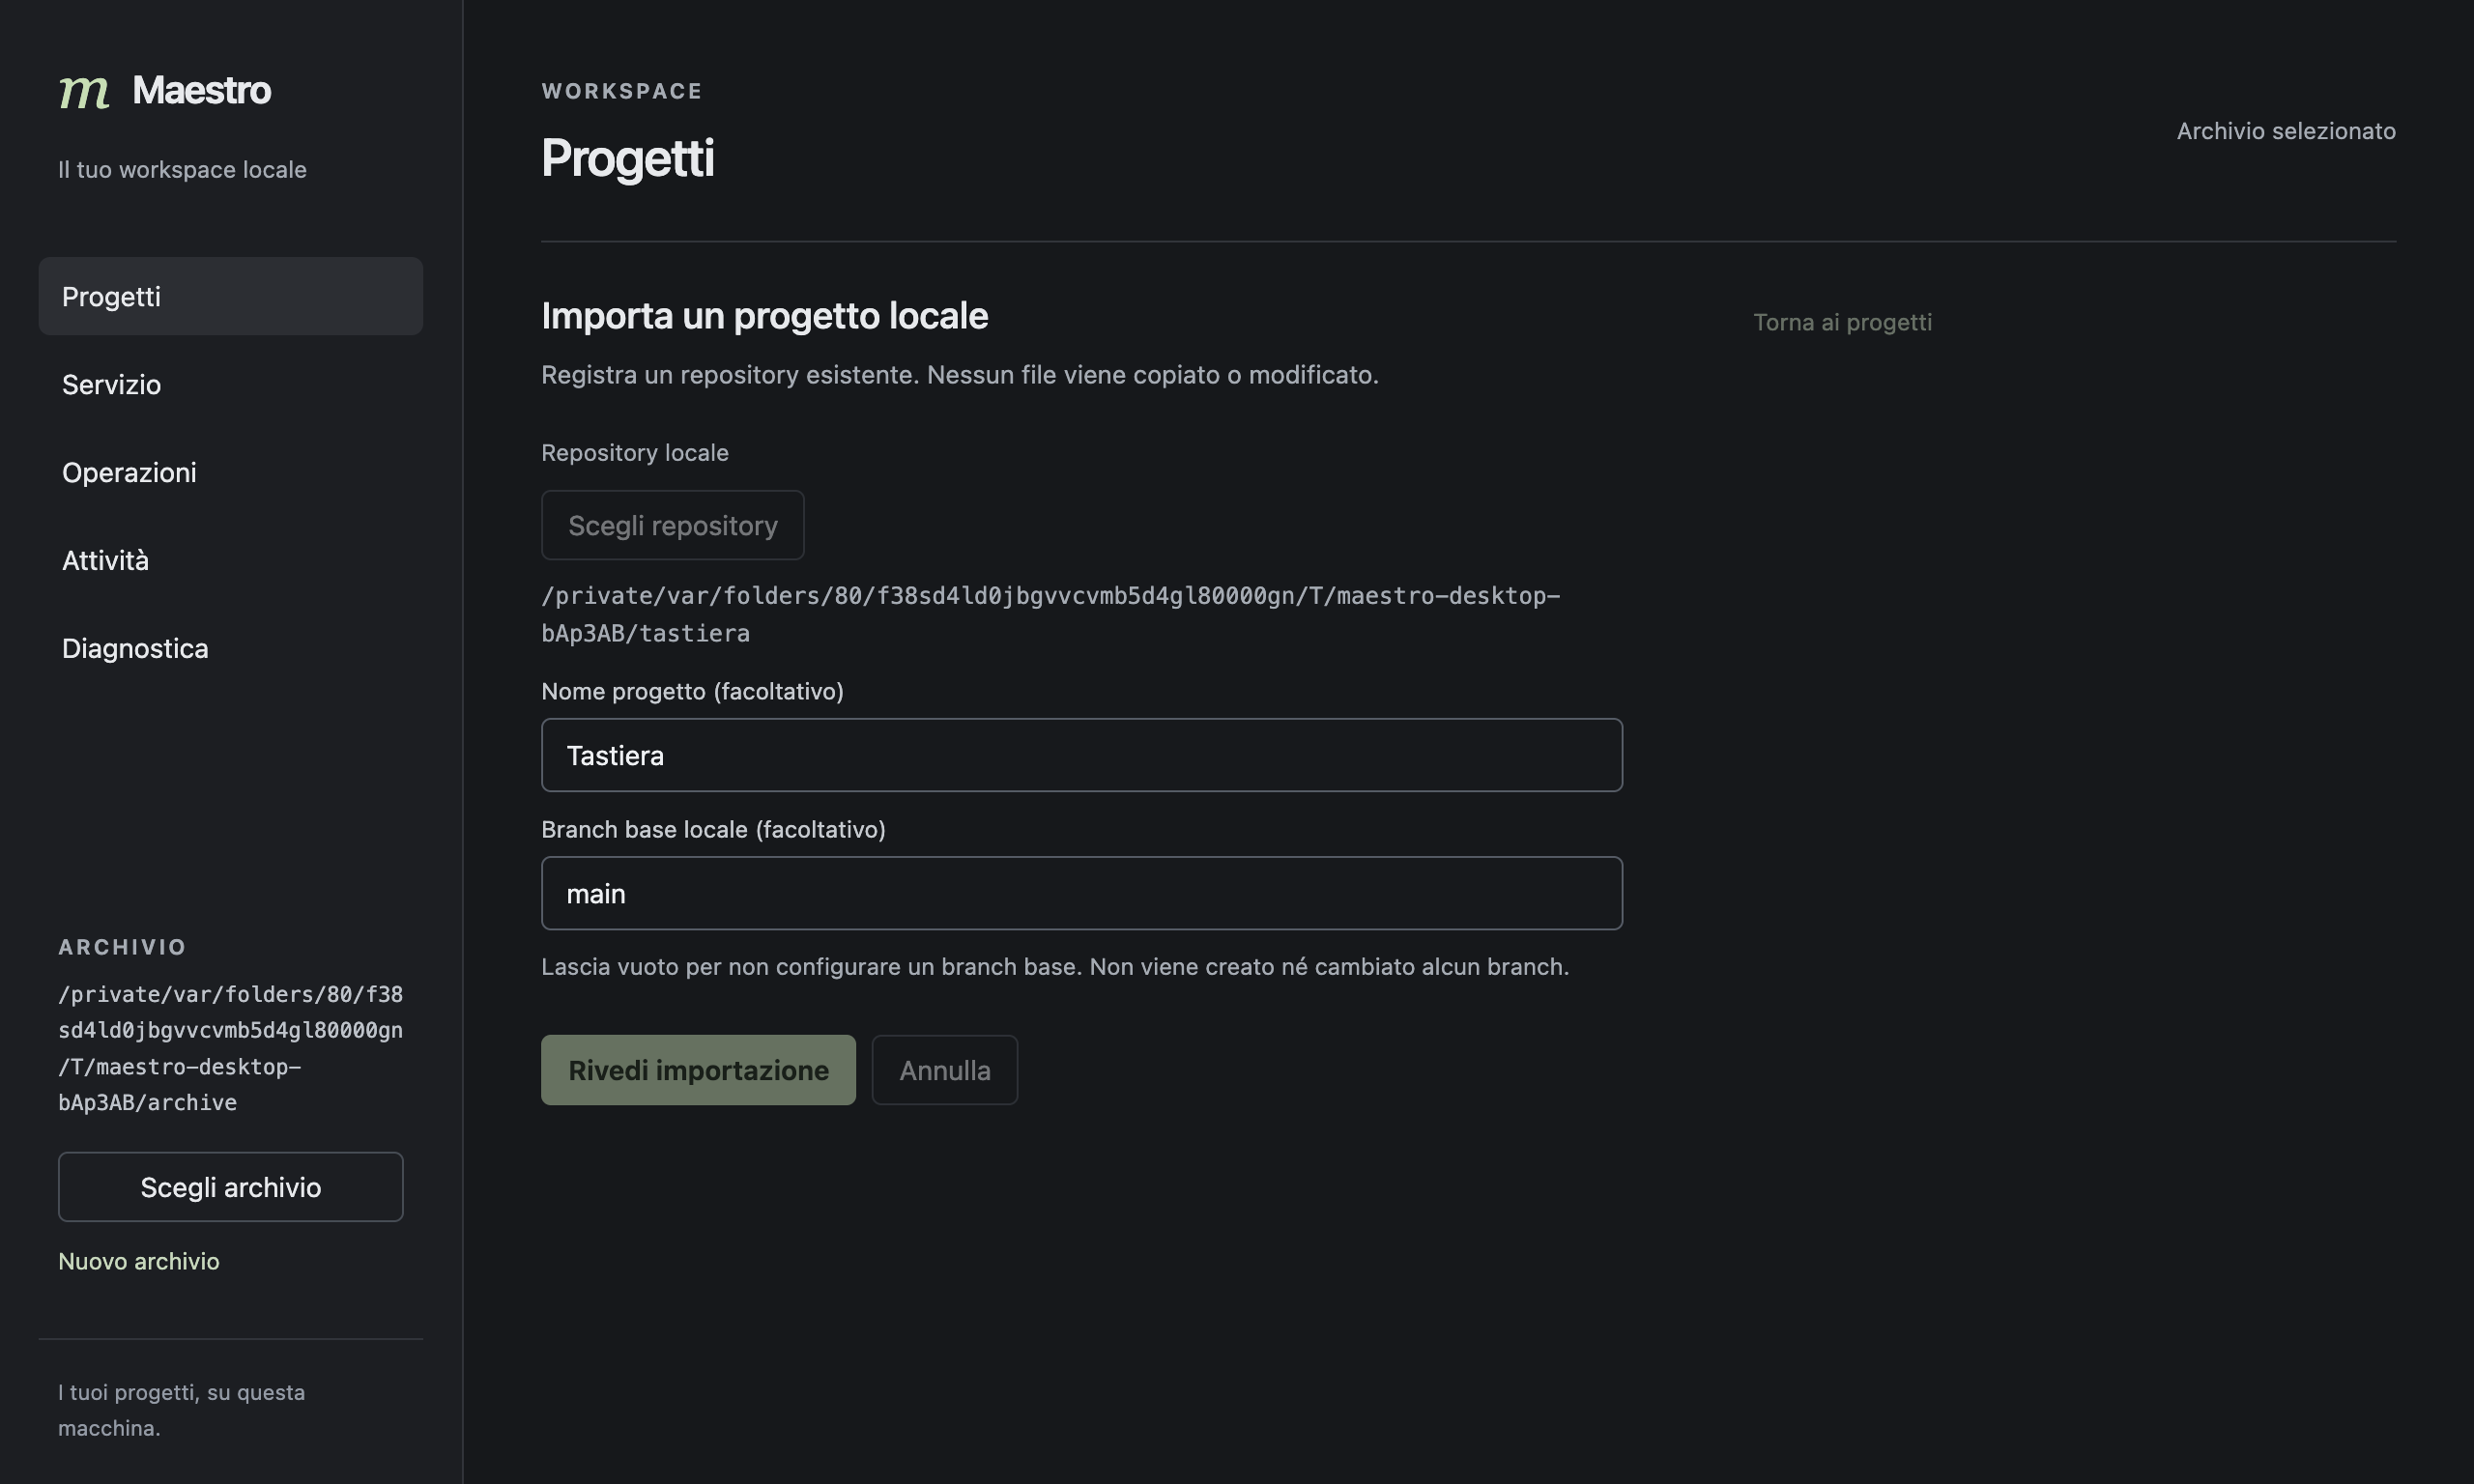 m Maestro
Il tuo workspace locale
Progetti
Servizio
Operazioni
Attività
Diagnostica
ARCHIVIO
/private/var/folders/80/f38
sd4ld0jbgvvcvmb5d4gl80000gn
/T/maestro-desktop-
bAp3AB/archive
Scegli archivio
Nuovo archivio
I tuoi progetti, su questa
macchina.
WORKSPACE
Progetti
Archivio selezionato
Importa un progetto locale
Torna ai progetti
Registra un repository esistente. Nessun file viene copiato o modificato.
Repository locale
Scegli repository
/private/var/folders/80/f38sd4ld0jbgvvcvmb5d4gl80000gn/T/maestro-desktop-
bAp3AB/tastiera
Nome progetto (facoltativo)
Tastiera
Branch base locale (facoltativo)
main
Lascia vuoto per non configurare un branch base. Non viene creato né cambiato alcun branch.
Rivedi importazione
Annulla